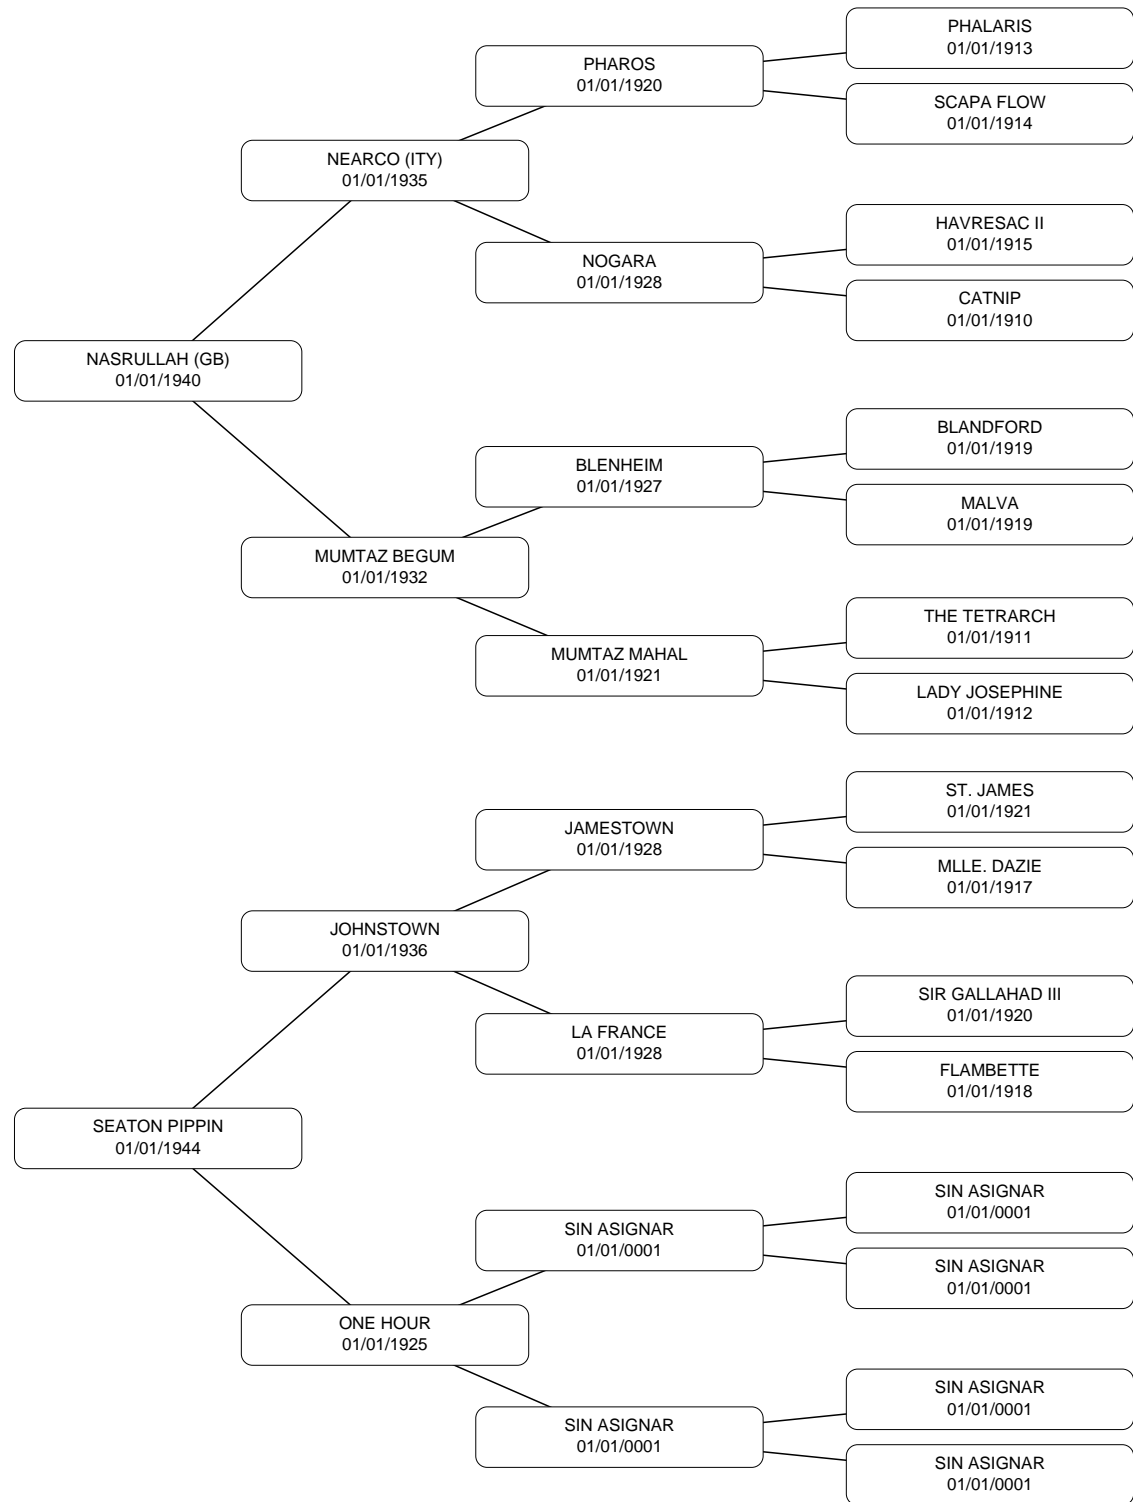 PHALARIS
01/01/1913
PHAROS
01/01/1920
SCAPA FLOW
01/01/1914
NEARCO (ITY)
01/01/1935
HAVRESAC II
01/01/1915
NOGARA
01/01/1928
CATNIP
01/01/1910
NASRULLAH (GB)
01/01/1940
BLANDFORD
01/01/1919
BLENHEIM
01/01/1927
MALVA
01/01/1919
MUMTAZ BEGUM
01/01/1932
THE TETRARCH
01/01/1911
MUMTAZ MAHAL
01/01/1921
LADY JOSEPHINE
01/01/1912
ST. JAMES
01/01/1921
JAMESTOWN
01/01/1928
MLLE. DAZIE
01/01/1917
JOHNSTOWN
01/01/1936
SIR GALLAHAD III
01/01/1920
LA FRANCE
01/01/1928
FLAMBETTE
01/01/1918
SEATON PIPPIN
01/01/1944
SIN ASIGNAR
01/01/0001
SIN ASIGNAR
01/01/0001
SIN ASIGNAR
01/01/0001
ONE HOUR
01/01/1925
SIN ASIGNAR
01/01/0001
SIN ASIGNAR
01/01/0001
SIN ASIGNAR
01/01/0001